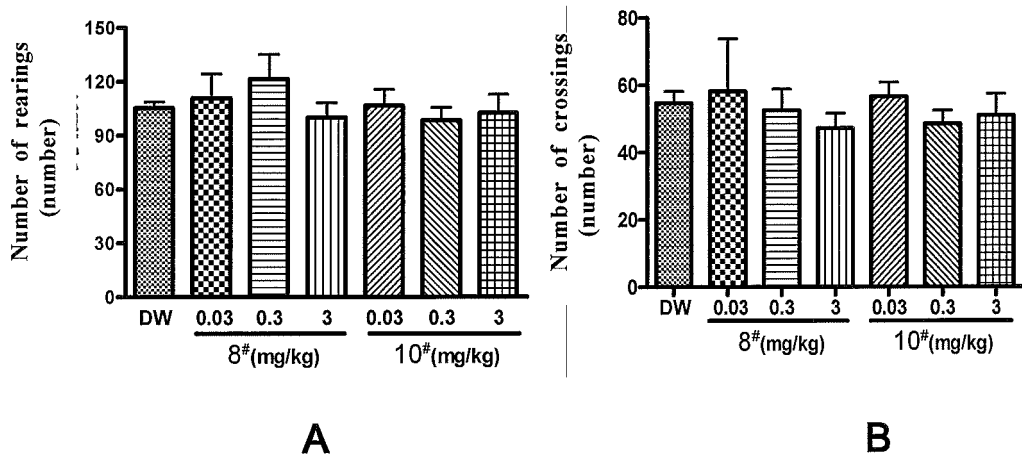 Number of rearings
(number)
150
120
90
60
30
0
DW 0.03 0.3 3 0.03 0.3 3
8#(mg/kg) 10#(mg/kg)
A
Number of crossings
(number)
80
60
40
20
0
DW 0.03 0.3 3 0.03 0.3 3
8#(mg/kg) 10#(mg/kg)
B